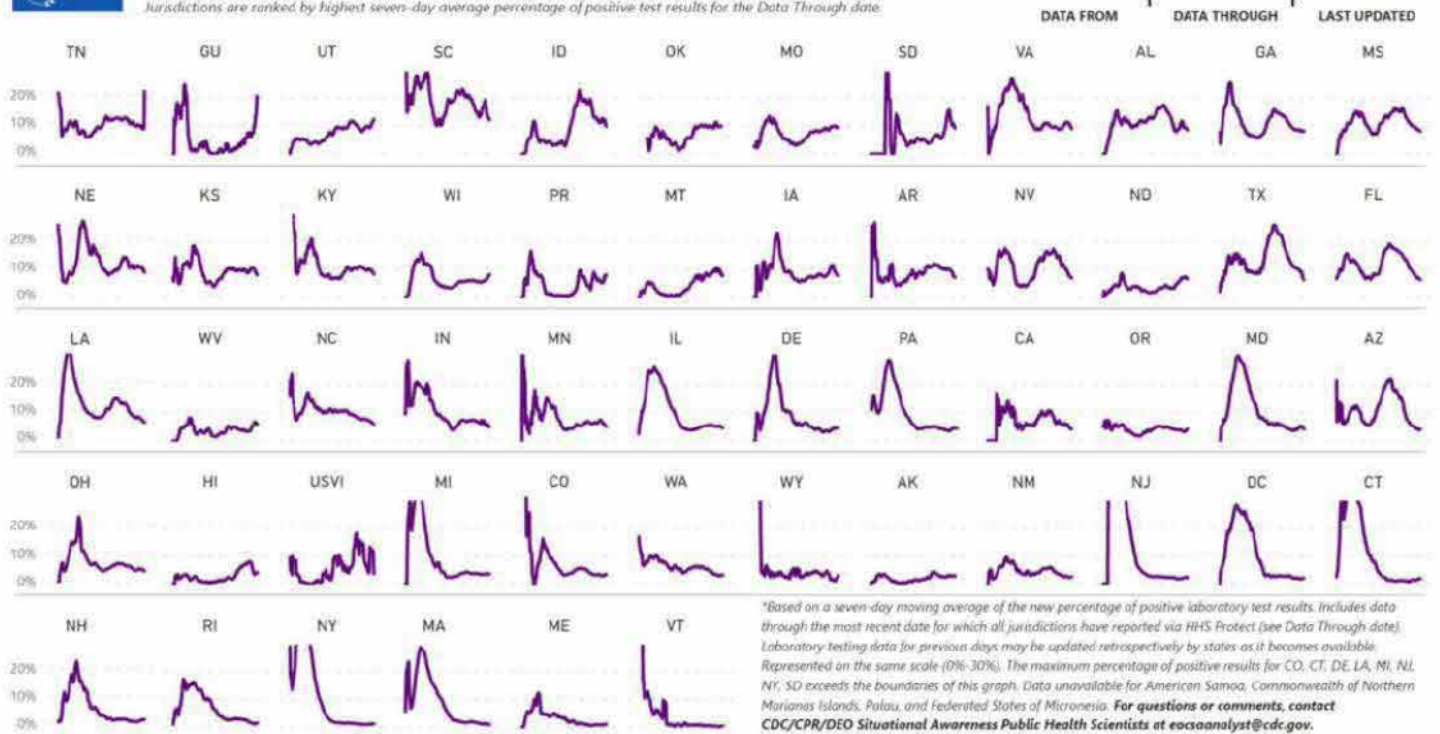 Jurisdictions are ranked by highest seven-day average percentage of positive test results for the Data Through date.
DATA FROM DATA THROUGH LAST UPDATED
TN GU UT SC ID OK MO SD VA AL GA MS
20%
10%
0%
NE KS KY WI PR MT IA AR NV ND TX FL
20%
10%
0%
LA WV NC IN MN IL DE PA CA OR MD AZ
20%
10%
0%
OH HI USVI MI CO WA WY AK NM NJ DC CT
20%
10%
0%
NH RI NY MA ME VT
20%
10%
0%
*Based on a seven-day moving average of the new percentage of positive laboratory test results. Includes data
through the most recent date for which all jurisdictions have reported via HHS Protect (see Data Through date).
Laboratory testing data for previous days may be updated retrospectively by states as it becomes available.
Represented on the same scale (0%-30%). The maximum percentage of positive results for CO, CT, DE, LA, MI, NJ,
NY, SD exceeds the boundaries of this graph. Data unavailable for American Samoa, Commonwealth of Northern
Marianas Islands, Palau, and Federated States of Micronesia. For questions or comments, contact
CDC/CPR/DEO Situational Awareness Public Health Scientists at eocsaanalyst@cdc.gov.